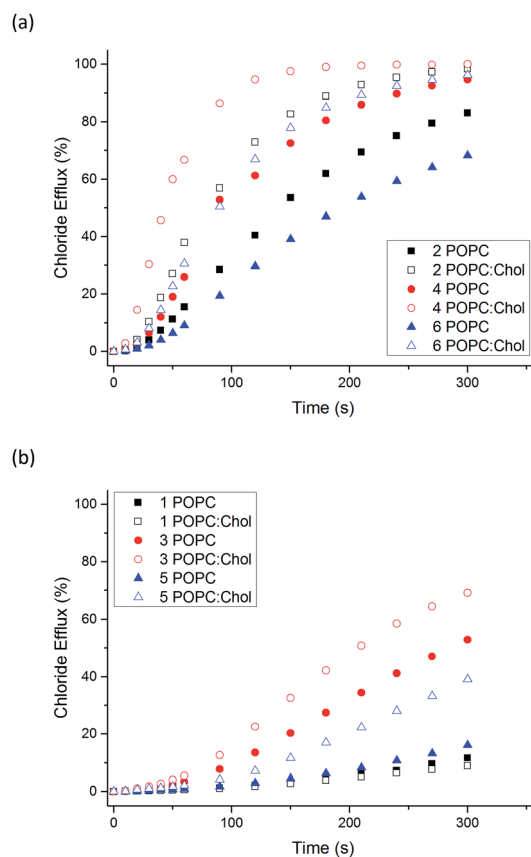 (a)
Chloride Efflux (%)
100
80
60
40
20
0
2 POPC
2 POPC:Chol
4 POPC
4 POPC:Chol
6 POPC
6 POPC:Chol
0
100
200
300
Time (s)
(b)
Chloride Efflux (%)
100
80
60
40
20
0
1 POPC
1 POPC:Chol
3 POPC
3 POPC:Chol
5 POPC
5 POPC:Chol
0
100
200
300
Time (s)